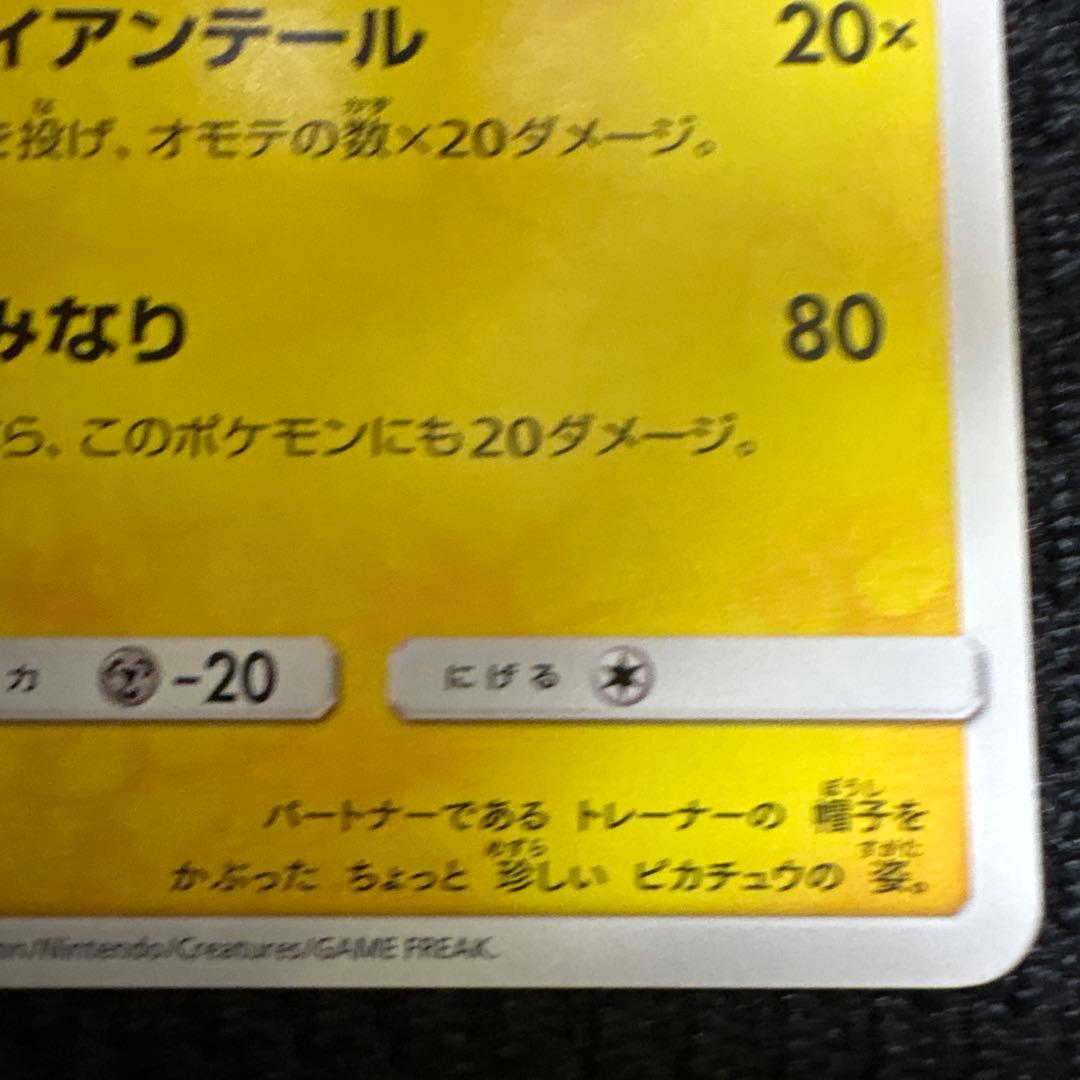 イアンテール 20×
を投げ、オモテの数×20ダメージ。
みなり 80
ら、このポケモンにも20ダメージ。
力 -20 にげる
パートナーである トレーナーの 帽子を
かぶった ちょっと 珍しい ピカチュウの 姿。
on/Nintendo/Creatures/GAME FREAK.